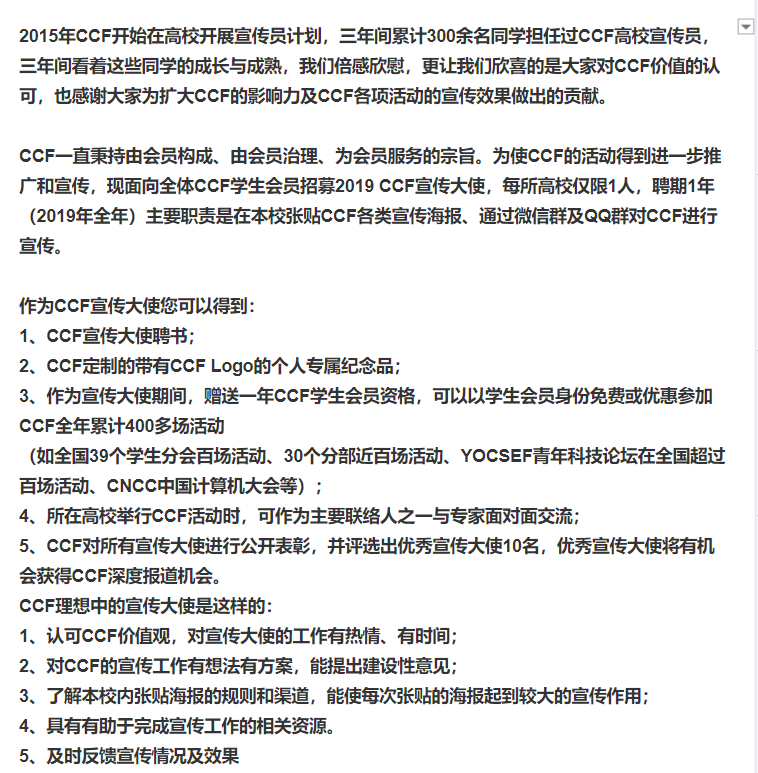 2015年CCF开始在高校开展宣传员计划，三年间累计300余名同学担任过CCF高校宣传员，
三年间看着这些同学的成长与成熟，我们倍感欣慰，更让我们欣喜的是大家对CCF价值的认
可，也感谢大家为扩大CCF的影响力及CCF各项活动的宣传效果做出的贡献。
CCF一直秉持由会员构成、由会员治理、为会员服务的宗旨。为使CCF的活动得到进一步推
广和宣传，现面向全体CCF学生会员招募2019 CCF宣传大使，每所高校仅限1人，聘期1年
（2019年全年）主要职责是在本校张贴CCF各类宣传海报、通过微信群及QQ群对CCF进行
宣传。
作为CCF宣传大使您可以得到：
1、CCF宣传大使聘书；
2、CCF定制的带有CCF Logo的个人专属纪念品；
3、作为宣传大使期间，赠送一年CCF学生会员资格，可以以学生会员身份免费或优惠参加
CCF全年累计400多场活动
（如全国39个学生分会百场活动、30个分部近百场活动、YOCSEF青年科技论坛在全国超过
百场活动、CNCC中国计算机大会等）；
4、所在高校举行CCF活动时，可作为主要联络人之一与专家面对面交流；
5、CCF对所有宣传大使进行公开表彰，并评选出优秀宣传大使10名，优秀宣传大使将有机
会获得CCF深度报道机会。
CCF理想中的宣传大使是这样的：
1、认可CCF价值观，对宣传大使的工作有热情、有时间；
2、对CCF的宣传工作有想法有方案，能提出建设性意见；
3、了解本校内张贴海报的规则和渠道，能使每次张贴的海报起到较大的宣传作用；
4、具有有助于完成宣传工作的相关资源。
5、及时反馈宣传情况及效果